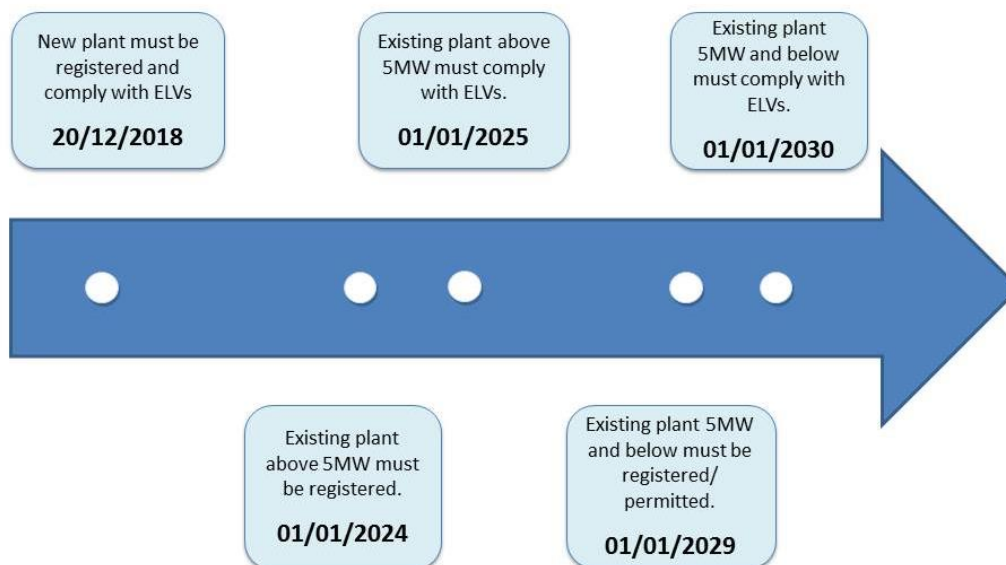 New plant must be
registered and
comply with ELVs
20/12/2018
Existing plant above
5MW must comply
with ELVs.
01/01/2025
Existing plant
5MW and below
must comply with
ELVs.
01/01/2030
Existing plant
above 5MW must
be registered.
01/01/2024
Existing plant 5MW
and below must be
registered/
permitted.
01/01/2029